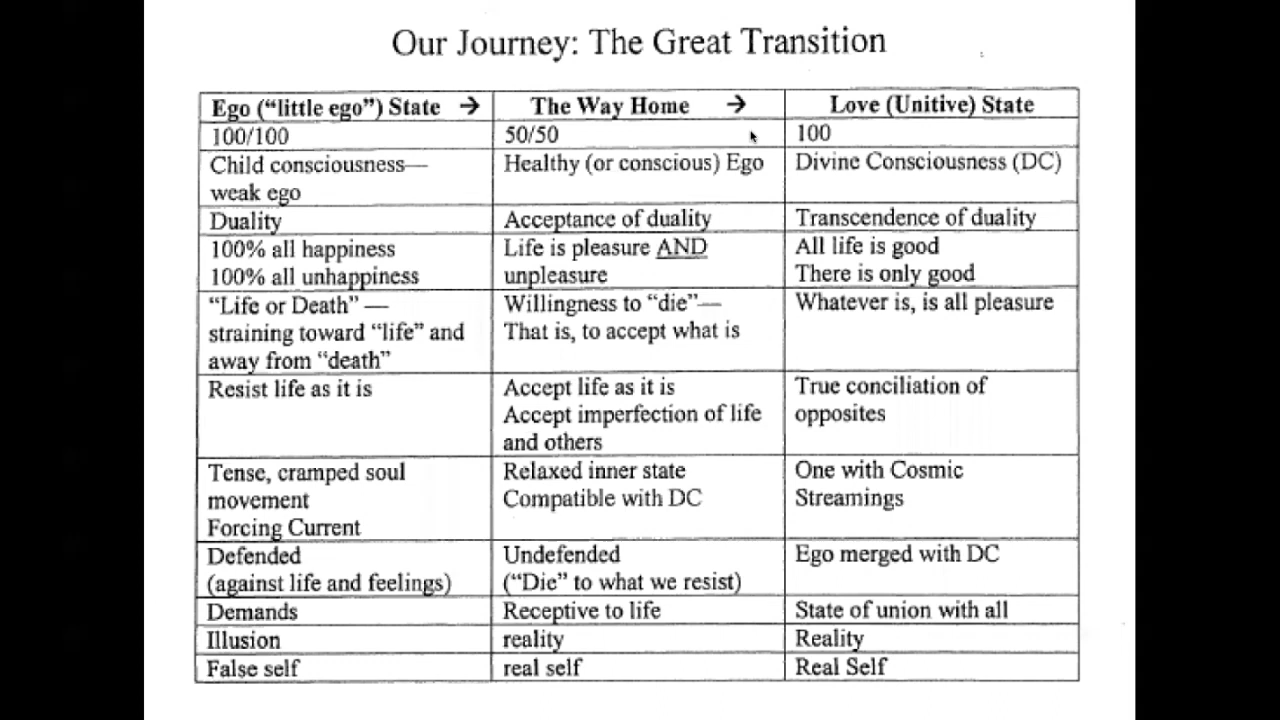 Our Journey: The Great Transition
Ego ("little ego") State → The Way Home → Love (Unitive) State
100/100 50/50 100
Child consciousness— Healthy (or conscious) Ego Divine Consciousness (DC)
weak ego
Duality Acceptance of duality Transcendence of duality
100% all happiness Life is pleasure AND All life is good
100% all unhappiness unpleasure There is only good
"Life or Death" — Willingness to "die"— Whatever is, is all pleasure
straining toward "life" and That is, to accept what is
away from "death"
Resist life as it is Accept life as it is True conciliation of
Accept imperfection of life opposites
and others
Tense, cramped soul Relaxed inner state One with Cosmic
movement Compatible with DC Streamings
Forcing Current
Defended Undefended Ego merged with DC
(against life and feelings) ("Die" to what we resist)
Demands Receptive to life State of union with all
Illusion reality Reality
False self real self Real Self